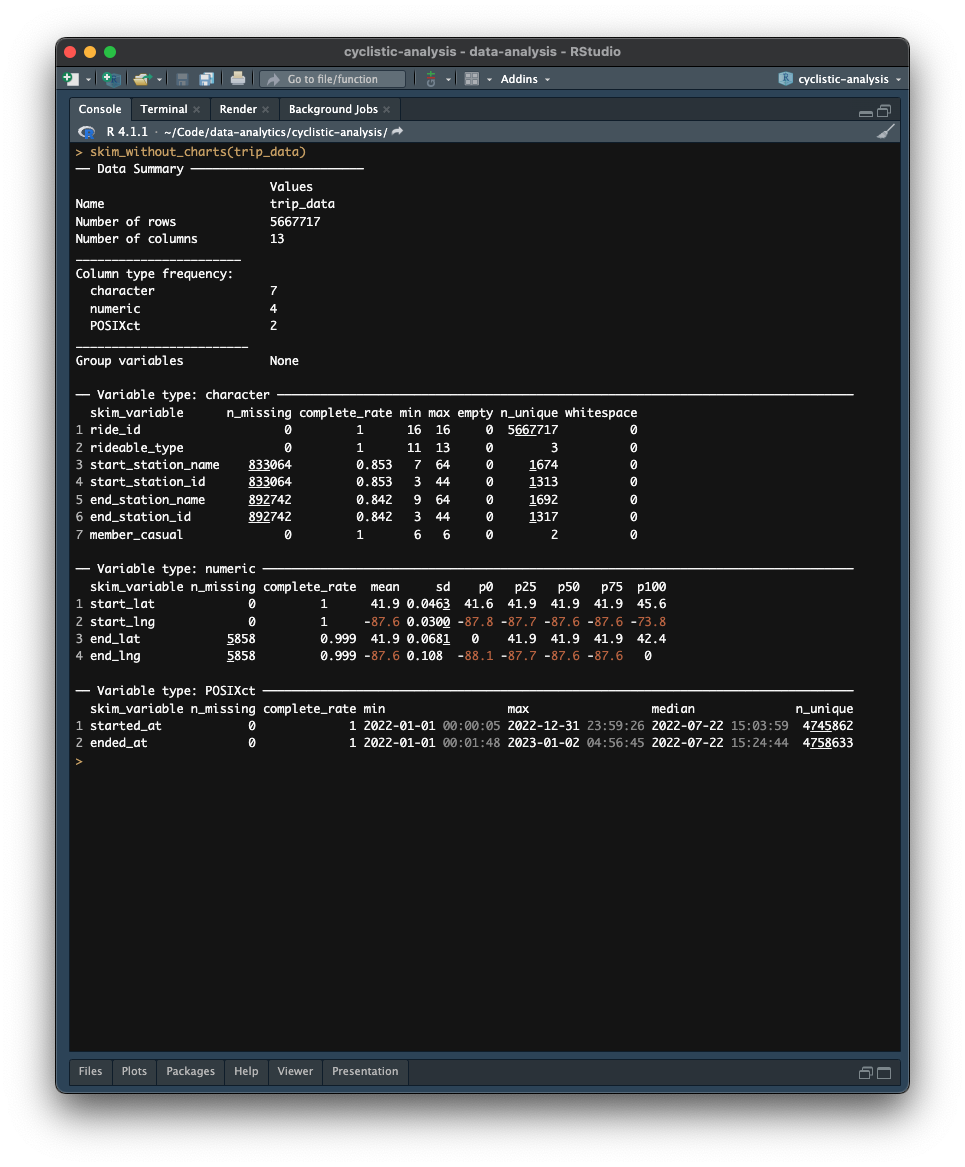 cyclistic-analysis - data-analysis - RStudio
Go to file/function Addins cyclistic-analysis
Console Terminal Render Background Jobs
R 4.1.1 · ~/Code/data-analytics/cyclistic-analysis/
> skim_without_charts(trip_data)
── Data Summary ────────────────────────
Values
Name trip_data
Number of rows 5667717
Number of columns 13
_______________________
Column type frequency:
character 7
numeric 4
POSIXct 2
________________________
Group variables None
── Variable type: character ────────────────────────
skim_variable n_missing complete_rate min max empty n_unique whitespace
1 ride_id 0 1 16 16 0 5667717 0
2 rideable_type 0 1 11 13 0 3 0
3 start_station_name 833064 0.853 7 64 0 1674 0
4 start_station_id 833064 0.853 3 44 0 1313 0
5 end_station_name 892742 0.842 9 64 0 1692 0
6 end_station_id 892742 0.842 3 44 0 1317 0
7 member_casual 0 1 6 6 0 2 0
── Variable type: numeric ────────────────────────
skim_variable n_missing complete_rate mean sd p0 p25 p50 p75 p100
1 start_lat 0 1 41.9 0.0463 41.6 41.9 41.9 41.9 45.6
2 start_lng 0 1 -87.6 0.0300 -87.8 -87.7 -87.6 -87.6 -73.8
3 end_lat 5858 0.999 41.9 0.0681 0 41.9 41.9 41.9 42.4
4 end_lng 5858 0.999 -87.6 0.108 -88.1 -87.7 -87.6 -87.6 0
── Variable type: POSIXct ────────────────────────
skim_variable n_missing complete_rate min max median n_unique
1 started_at 0 1 2022-01-01 00:00:05 2022-12-31 23:59:26 2022-07-22 15:03:59 4745862
2 ended_at 0 1 2022-01-01 00:01:48 2023-01-02 04:56:45 2022-07-22 15:24:44 4758633
>
Files Plots Packages Help Viewer Presentation